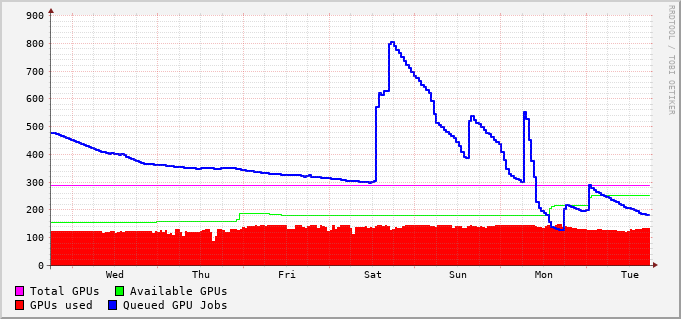 900
800
700
600
500
400
300
200
100
0
Wed Thu Fri Sat Sun Mon Tue
Total GPUs Available GPUs
GPUs used Queued GPU Jobs
RRDTOOL / TOBI OETIKER